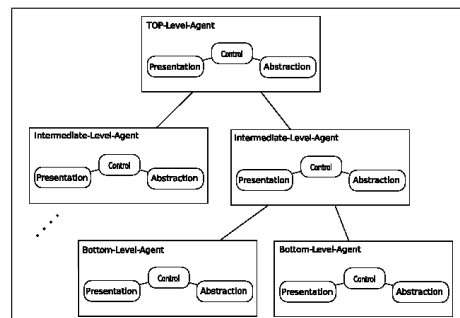 TOP-Level-Agent
Control
Presentation Abstraction
Intermediate-Level-Agent
Control
Presentation Abstraction
Intermediate-Level-Agent
Control
Presentation Abstraction
Bottom-Level-Agent
Control
Presentation Abstraction
Bottom-Level-Agent
Control
Presentation Abstraction